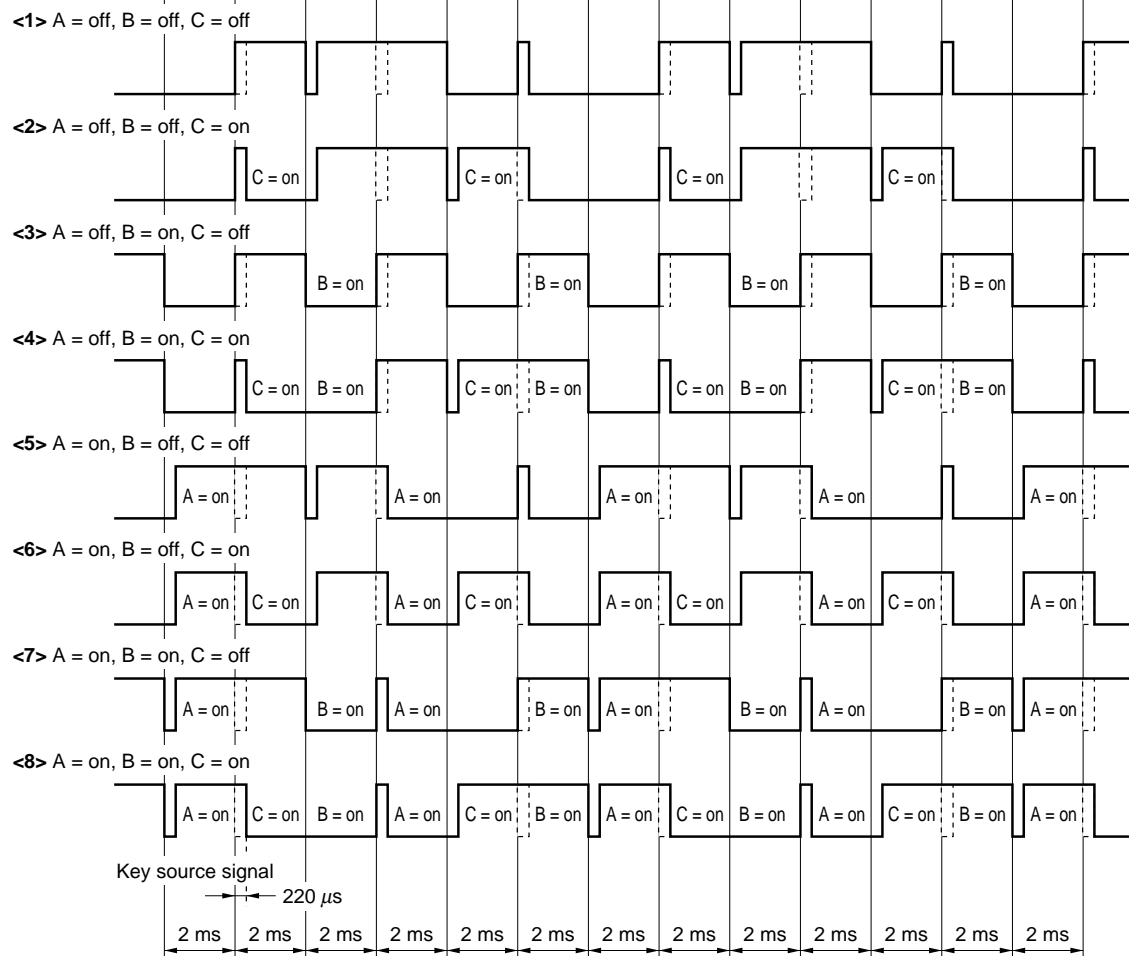 <1> A = off, B = off, C = off
<2> A = off, B = off, C = on
C = on C = on C = on C = on
<3> A = off, B = on, C = off
B = on B = on B = on B = on
<4> A = off, B = on, C = on
C = on B = on C = on B = on C = on B = on C = on B = on
<5> A = on, B = off, C = off
A = on A = on A = on A = on A = on
<6> A = on, B = off, C = on
A = on C = on A = on C = on A = on C = on A = on C = on A = on
<7> A = on, B = on, C = off
A = on B = on A = on B = on A = on B = on A = on B = on A = on
<8> A = on, B = on, C = on
A = on C = on B = on A = on C = on B = on A = on C = on B = on A = on C = on B = on A = on
Key source signal
220 μs
2 ms 2 ms 2 ms 2 ms 2 ms 2 ms 2 ms 2 ms 2 ms 2 ms 2 ms 2 ms 2 ms